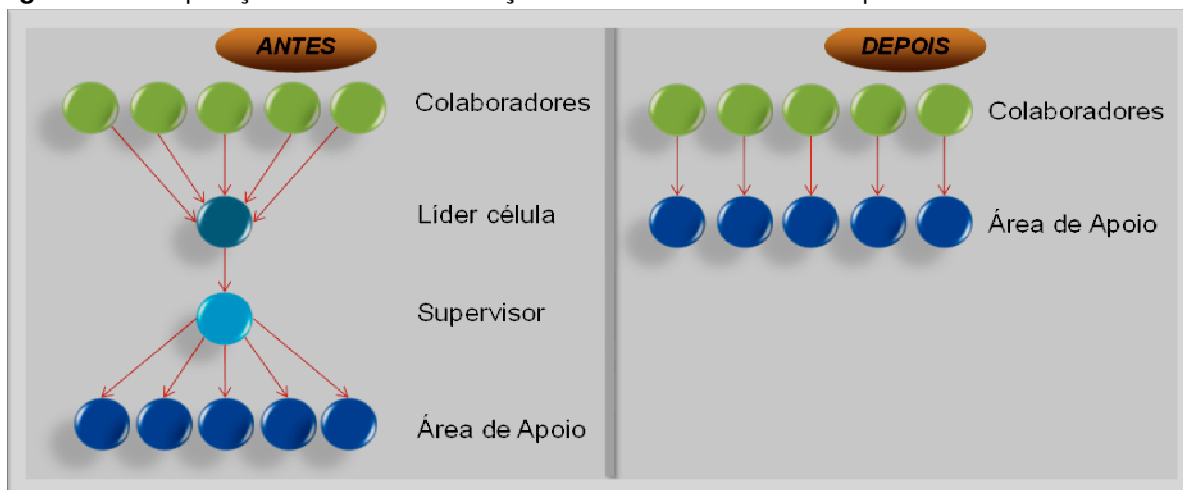 ANTES
Colaboradores
Líder célula
Supervisor
Área de Apoio
DEPOIS
Colaboradores
Área de Apoio